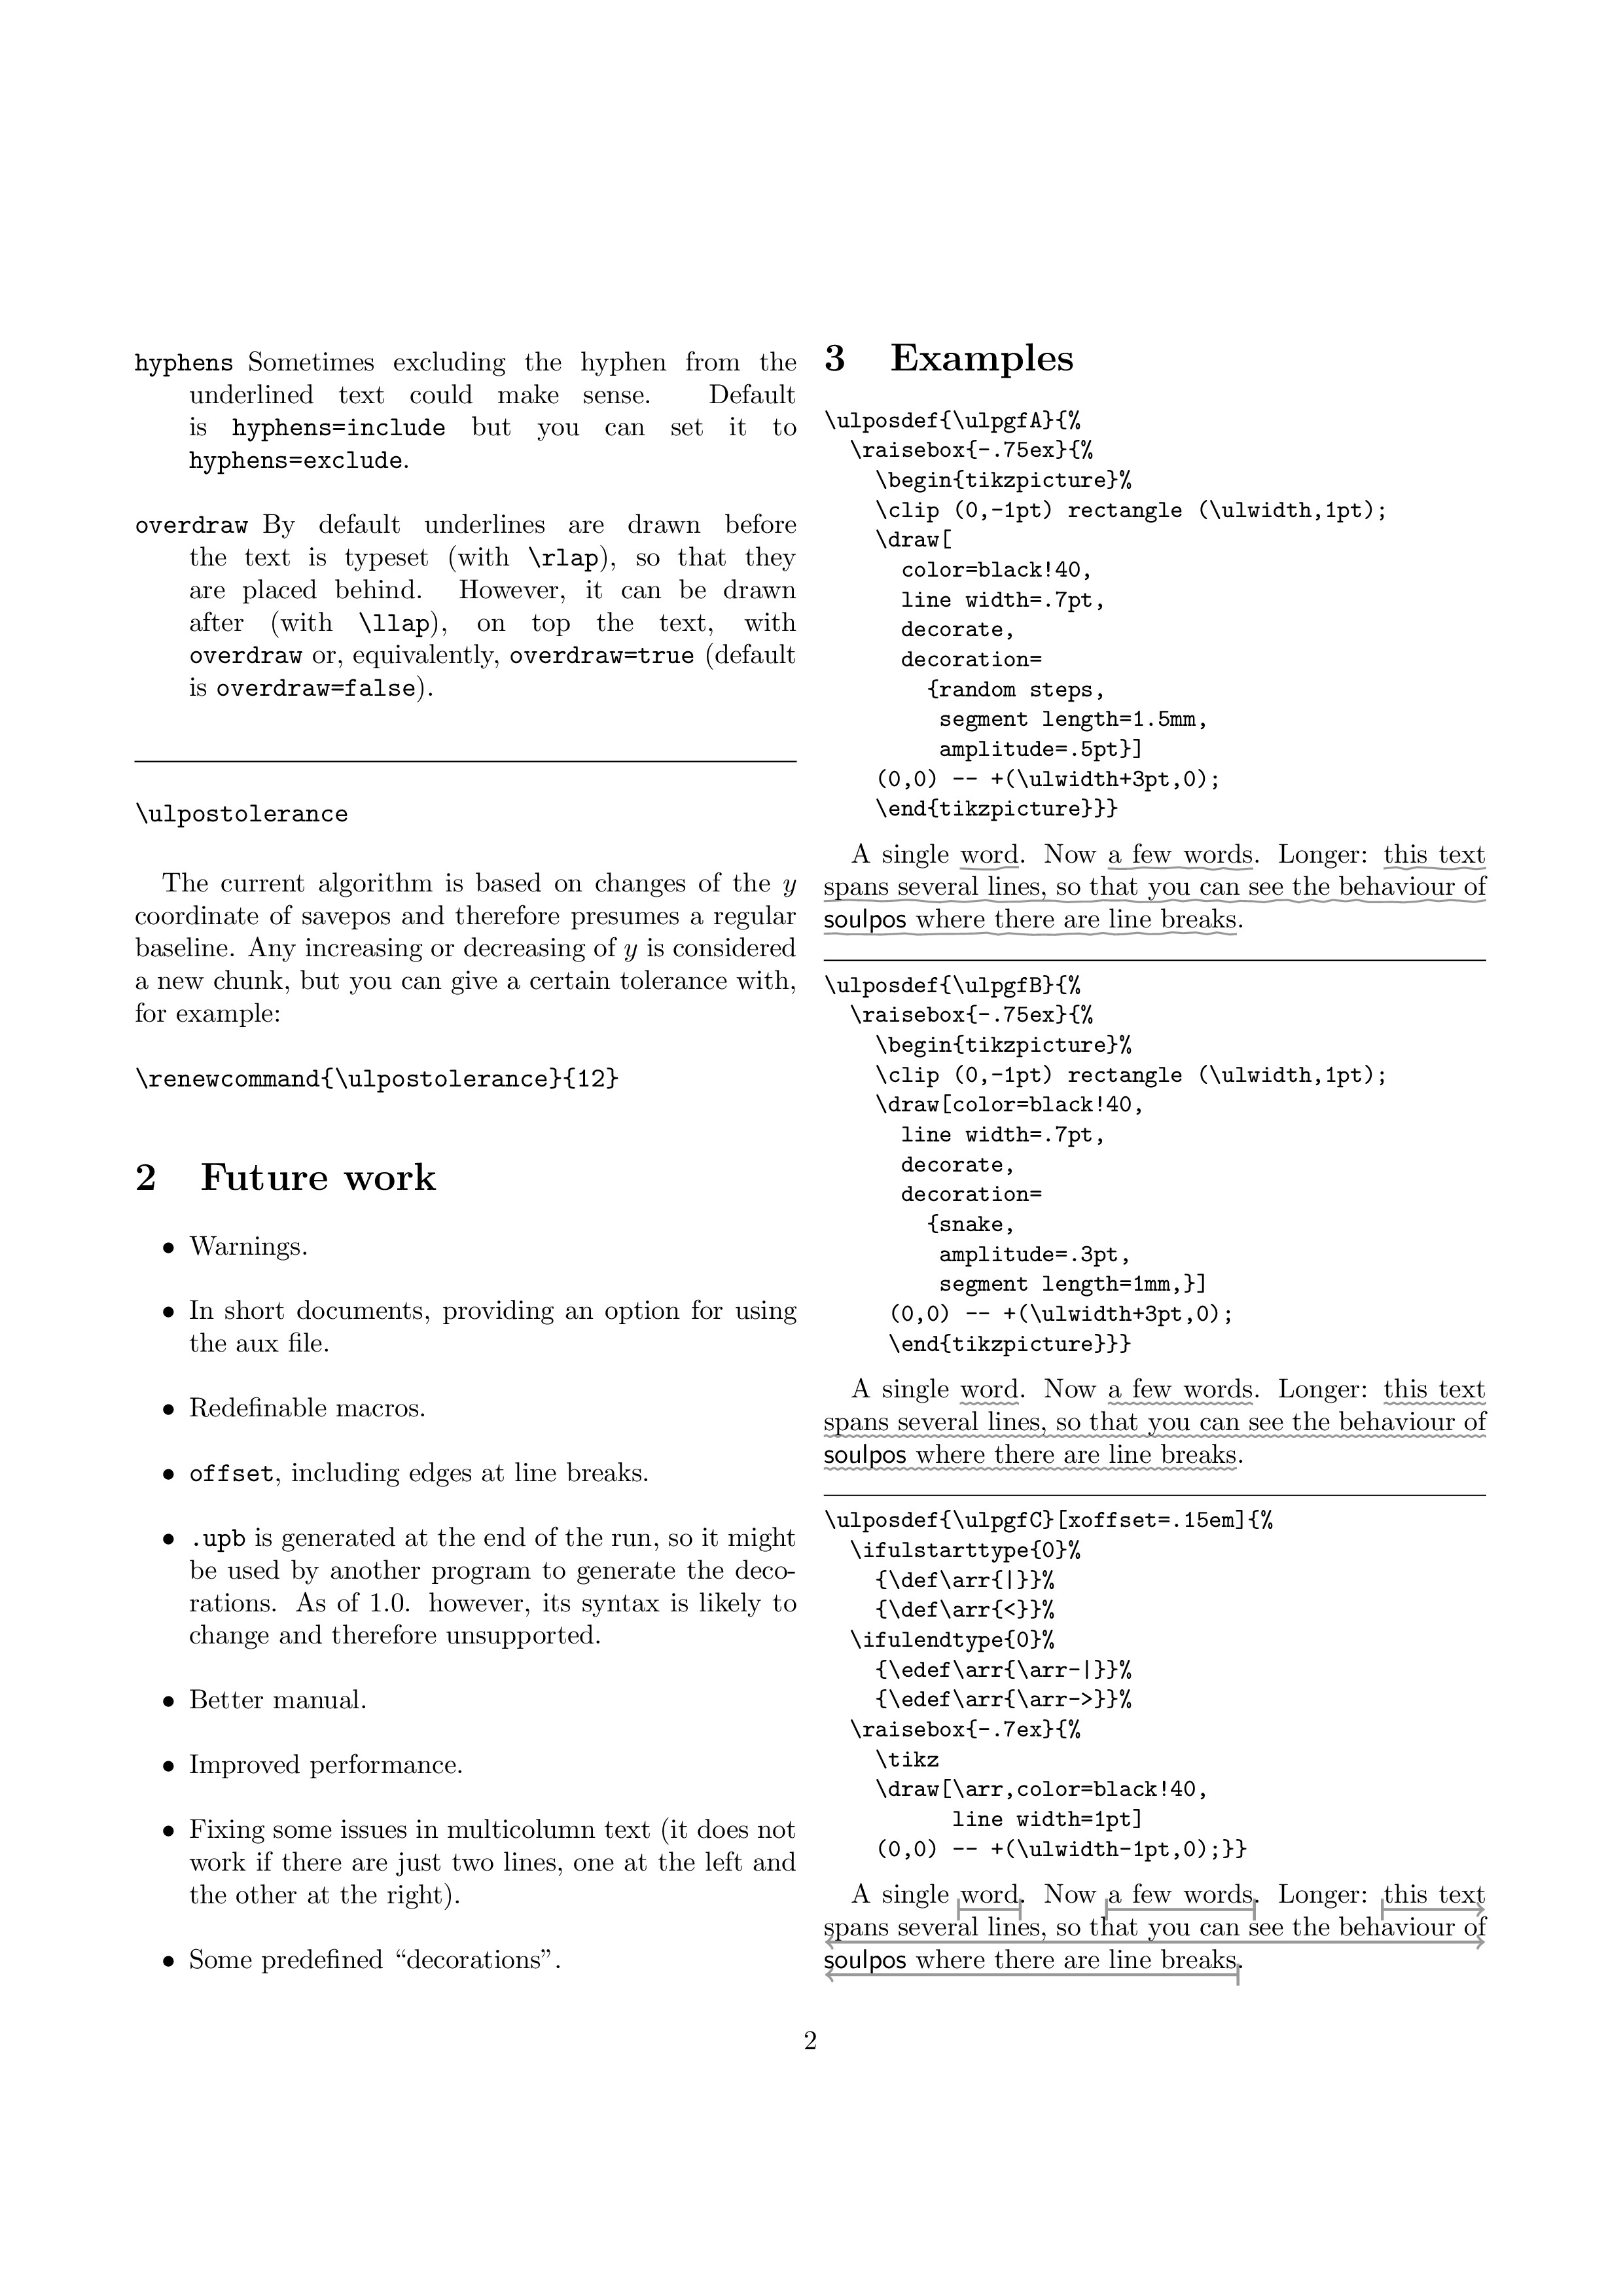 hyphens Sometimes excluding the hyphen from the
underlined text could make sense. Default
is hyphens=include but you can set it to
hyphens=exclude.
overdraw By default underlines are drawn before
the text is typeset (with \rlap), so that they
are placed behind. However, it can be drawn
after (with \llap), on top the text, with
overdraw or, equivalently, overdraw=true (default
is overdraw=false).
\ulpostolerance
The current algorithm is based on changes of the y
coordinate of savepos and therefore presumes a regular
baseline. Any increasing or decreasing of y is considered
a new chunk, but you can give a certain tolerance with,
for example:
\renewcommand{\ulpostolerance}{12}
2 Future work
• Warnings.
• In short documents, providing an option for using
the aux file.
• Redefinable macros.
• offset, including edges at line breaks.
• .upb is generated at the end of the run, so it might
be used by another program to generate the deco-
rations. As of 1.0. however, its syntax is likely to
change and therefore unsupported.
• Better manual.
• Improved performance.
• Fixing some issues in multicolumn text (it does not
work if there are just two lines, one at the left and
the other at the right).
• Some predefined “decorations”.
3 Examples
\ulposdef{\ulpgfA}{%
\raisebox{-.75ex}{%
\begin{tikzpicture}%
\clip (0,-1pt) rectangle (\ulwidth,1pt);
\draw[
color=black!40,
line width=.7pt,
decorate,
decoration=
{random steps,
segment length=1.5mm,
amplitude=.5pt}]
(0,0) -- +(\ulwidth+3pt,0);
\end{tikzpicture}}}
A single word. Now a few words. Longer: this text
spans several lines, so that you can see the behaviour of
soulpos where there are line breaks.
\ulposdef{\ulpgfB}{%
\raisebox{-.75ex}{%
\begin{tikzpicture}%
\clip (0,-1pt) rectangle (\ulwidth,1pt);
\draw[color=black!40,
line width=.7pt,
decorate,
decoration=
{snake,
amplitude=.3pt,
segment length=1mm,}]
(0,0) -- +(\ulwidth+3pt,0);
\end{tikzpicture}}}
A single word. Now a few words. Longer: this text
spans several lines, so that you can see the behaviour of
soulpos where there are line breaks.
\ulposdef{\ulpgfC}[xoffset=.15em]{%
\ifulstarttype{0}%
{\def\arr{|}}%
{\def\arr{<}}%
\ifulendtype{0}%
{\edef\arr{\arr-|}}%
{\edef\arr{\arr->}}%
\raisebox{-.7ex}{%
\tikz
\draw[\arr,color=black!40,
line width=1pt]
(0,0) -- +(\ulwidth-1pt,0);}}
A single word. Now a few words. Longer: this text
spans several lines, so that you can see the behaviour of
soulpos where there are line breaks.
2